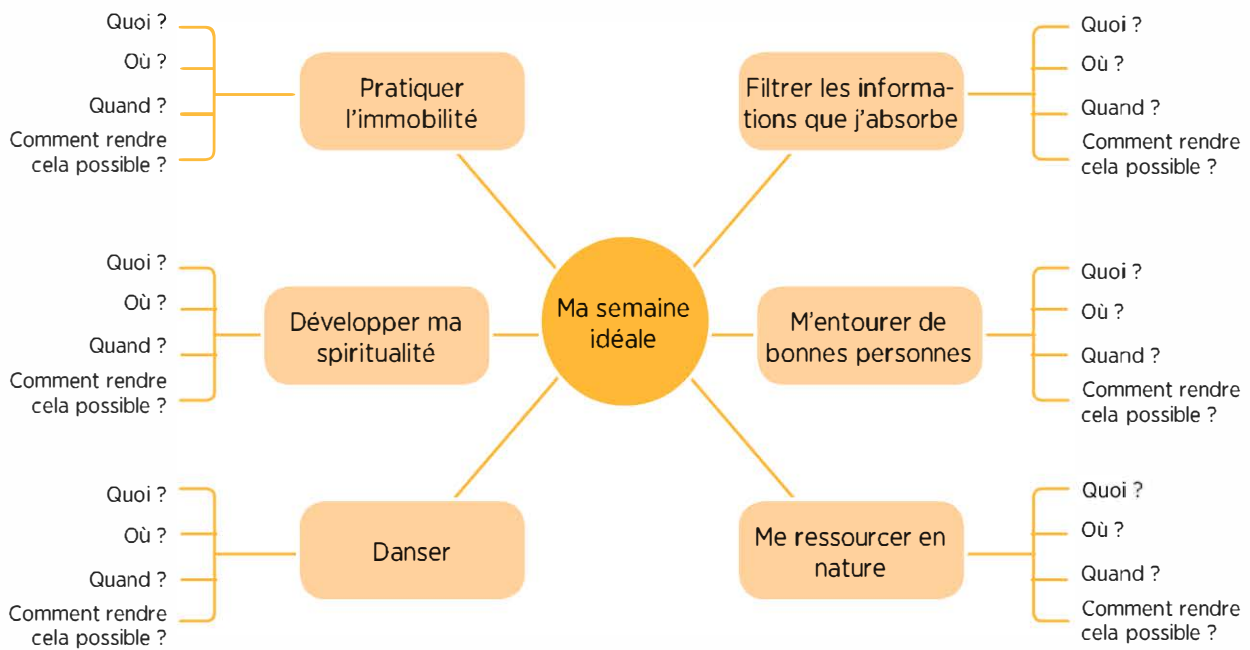 Quoi ?
Où ?
Quand ?
Comment rendre
cela possible ?
Pratiquer
l'immobilité
Filtrer les informa-
tions que j'absorbe
Quoi ?
Où ?
Quand ?
Comment rendre
cela possible ?
Quoi ?
Où ?
Quand ?
Comment rendre
cela possible ?
Développer ma
spiritualité
Ma semaine
idéale
M'entourer de
bonnes personnes
Quoi ?
Où ?
Quand ?
Comment rendre
cela possible ?
Quoi ?
Où ?
Quand ?
Comment rendre
cela possible ?
Danser
Me ressourcer en
nature
Quoi ?
Où ?
Quand ?
Comment rendre
cela possible ?